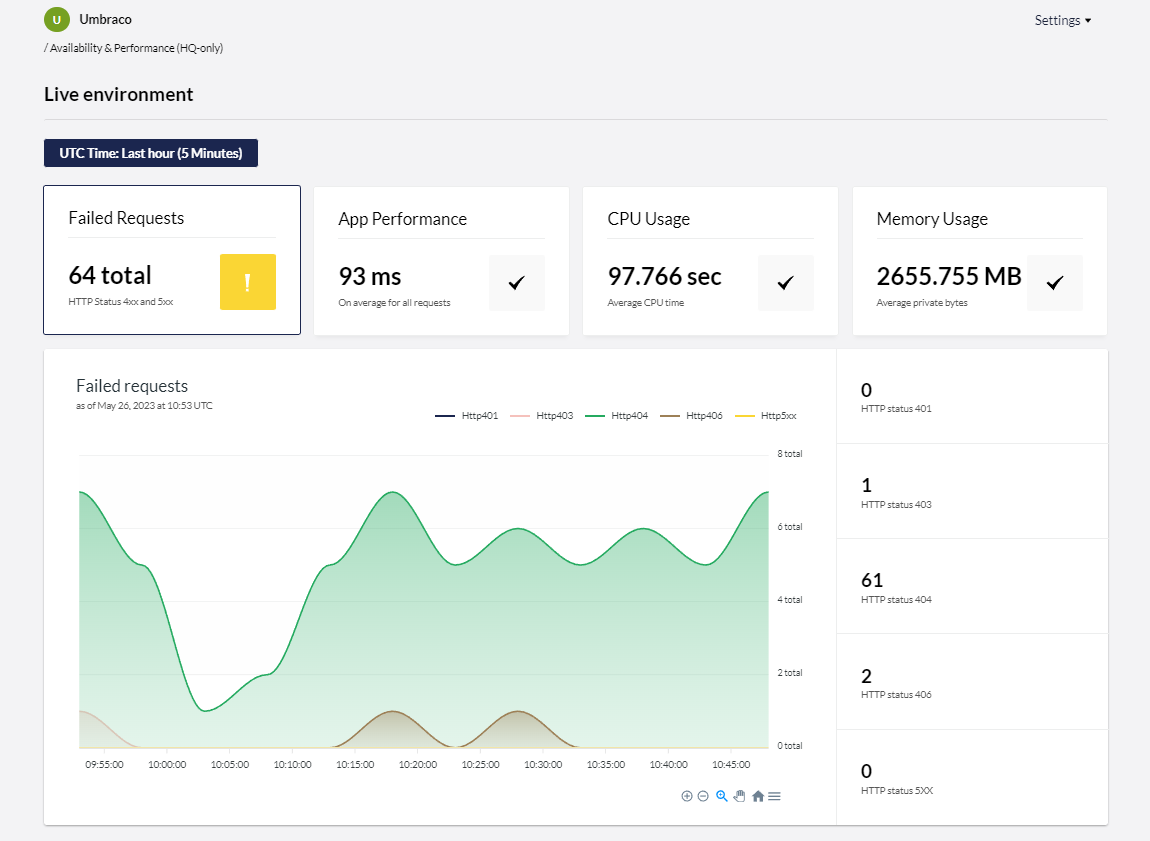 U Umbraco
Settings
/ Availability & Performance (HQ-only)
Live environment
UTC Time: Last hour (5 Minutes)
Failed Requests
64 total
HTTP Status 4xx and 5xx
!
App Performance
93 ms
On average for all requests
CPU Usage
97.766 sec
Average CPU time
Memory Usage
2655.755 MB
Average private bytes
Failed requests
as of May 26, 2023 at 10:53 UTC
Http401 Http403 Http404 Http406 Http5xx
8 total
6 total
4 total
2 total
0 total
09:55:00 10:00:00 10:05:00 10:10:00 10:15:00 10:20:00 10:25:00 10:30:00 10:35:00 10:40:00 10:45:00
0
HTTP status 401
1
HTTP status 403
61
HTTP status 404
2
HTTP status 406
0
HTTP status 5XX